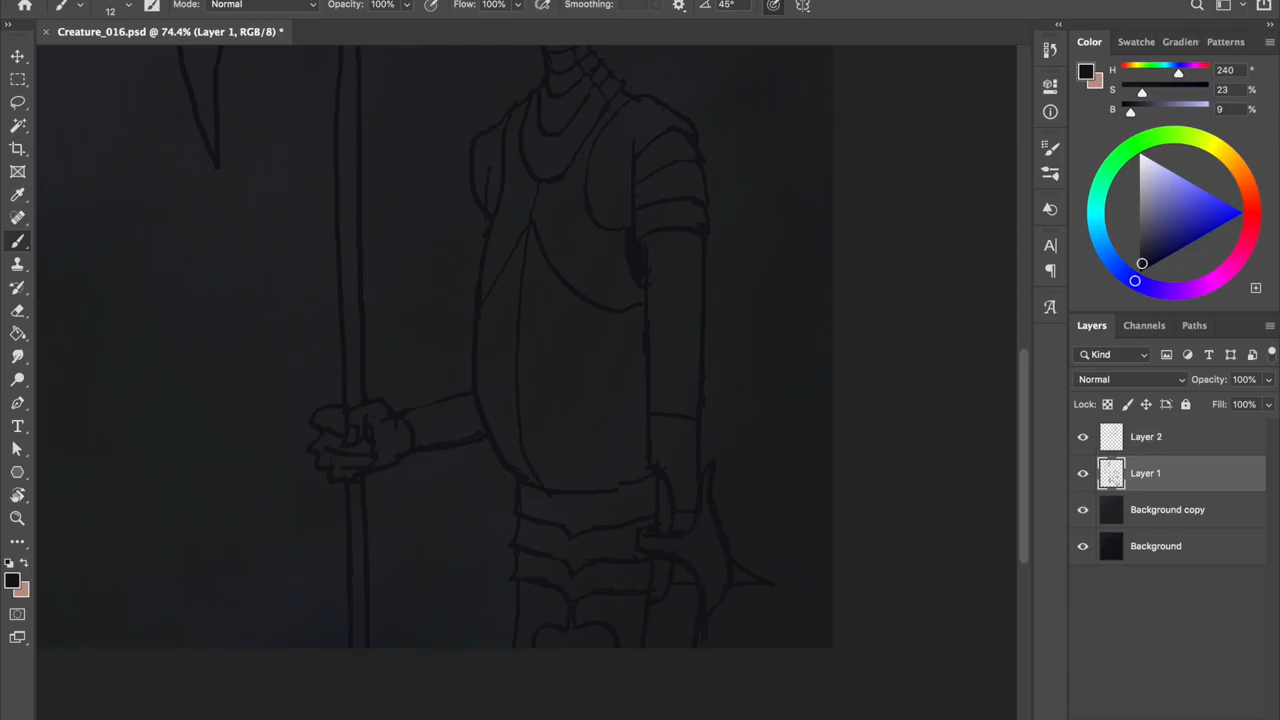 12 Mode: Normal Opacity: 100% Flow: 100% Smoothing: 45°
× Creature_016.psd @ 74.4% (Layer 1, RGB/8) *
Color Swatche Gradien Patterns
H 240 °
S 23 %
B 9 %
Layers Channels Paths
Kind
Normal Opacity: 100%
Lock: Fill: 100%
Layer 2
Layer 1
Background copy
Background